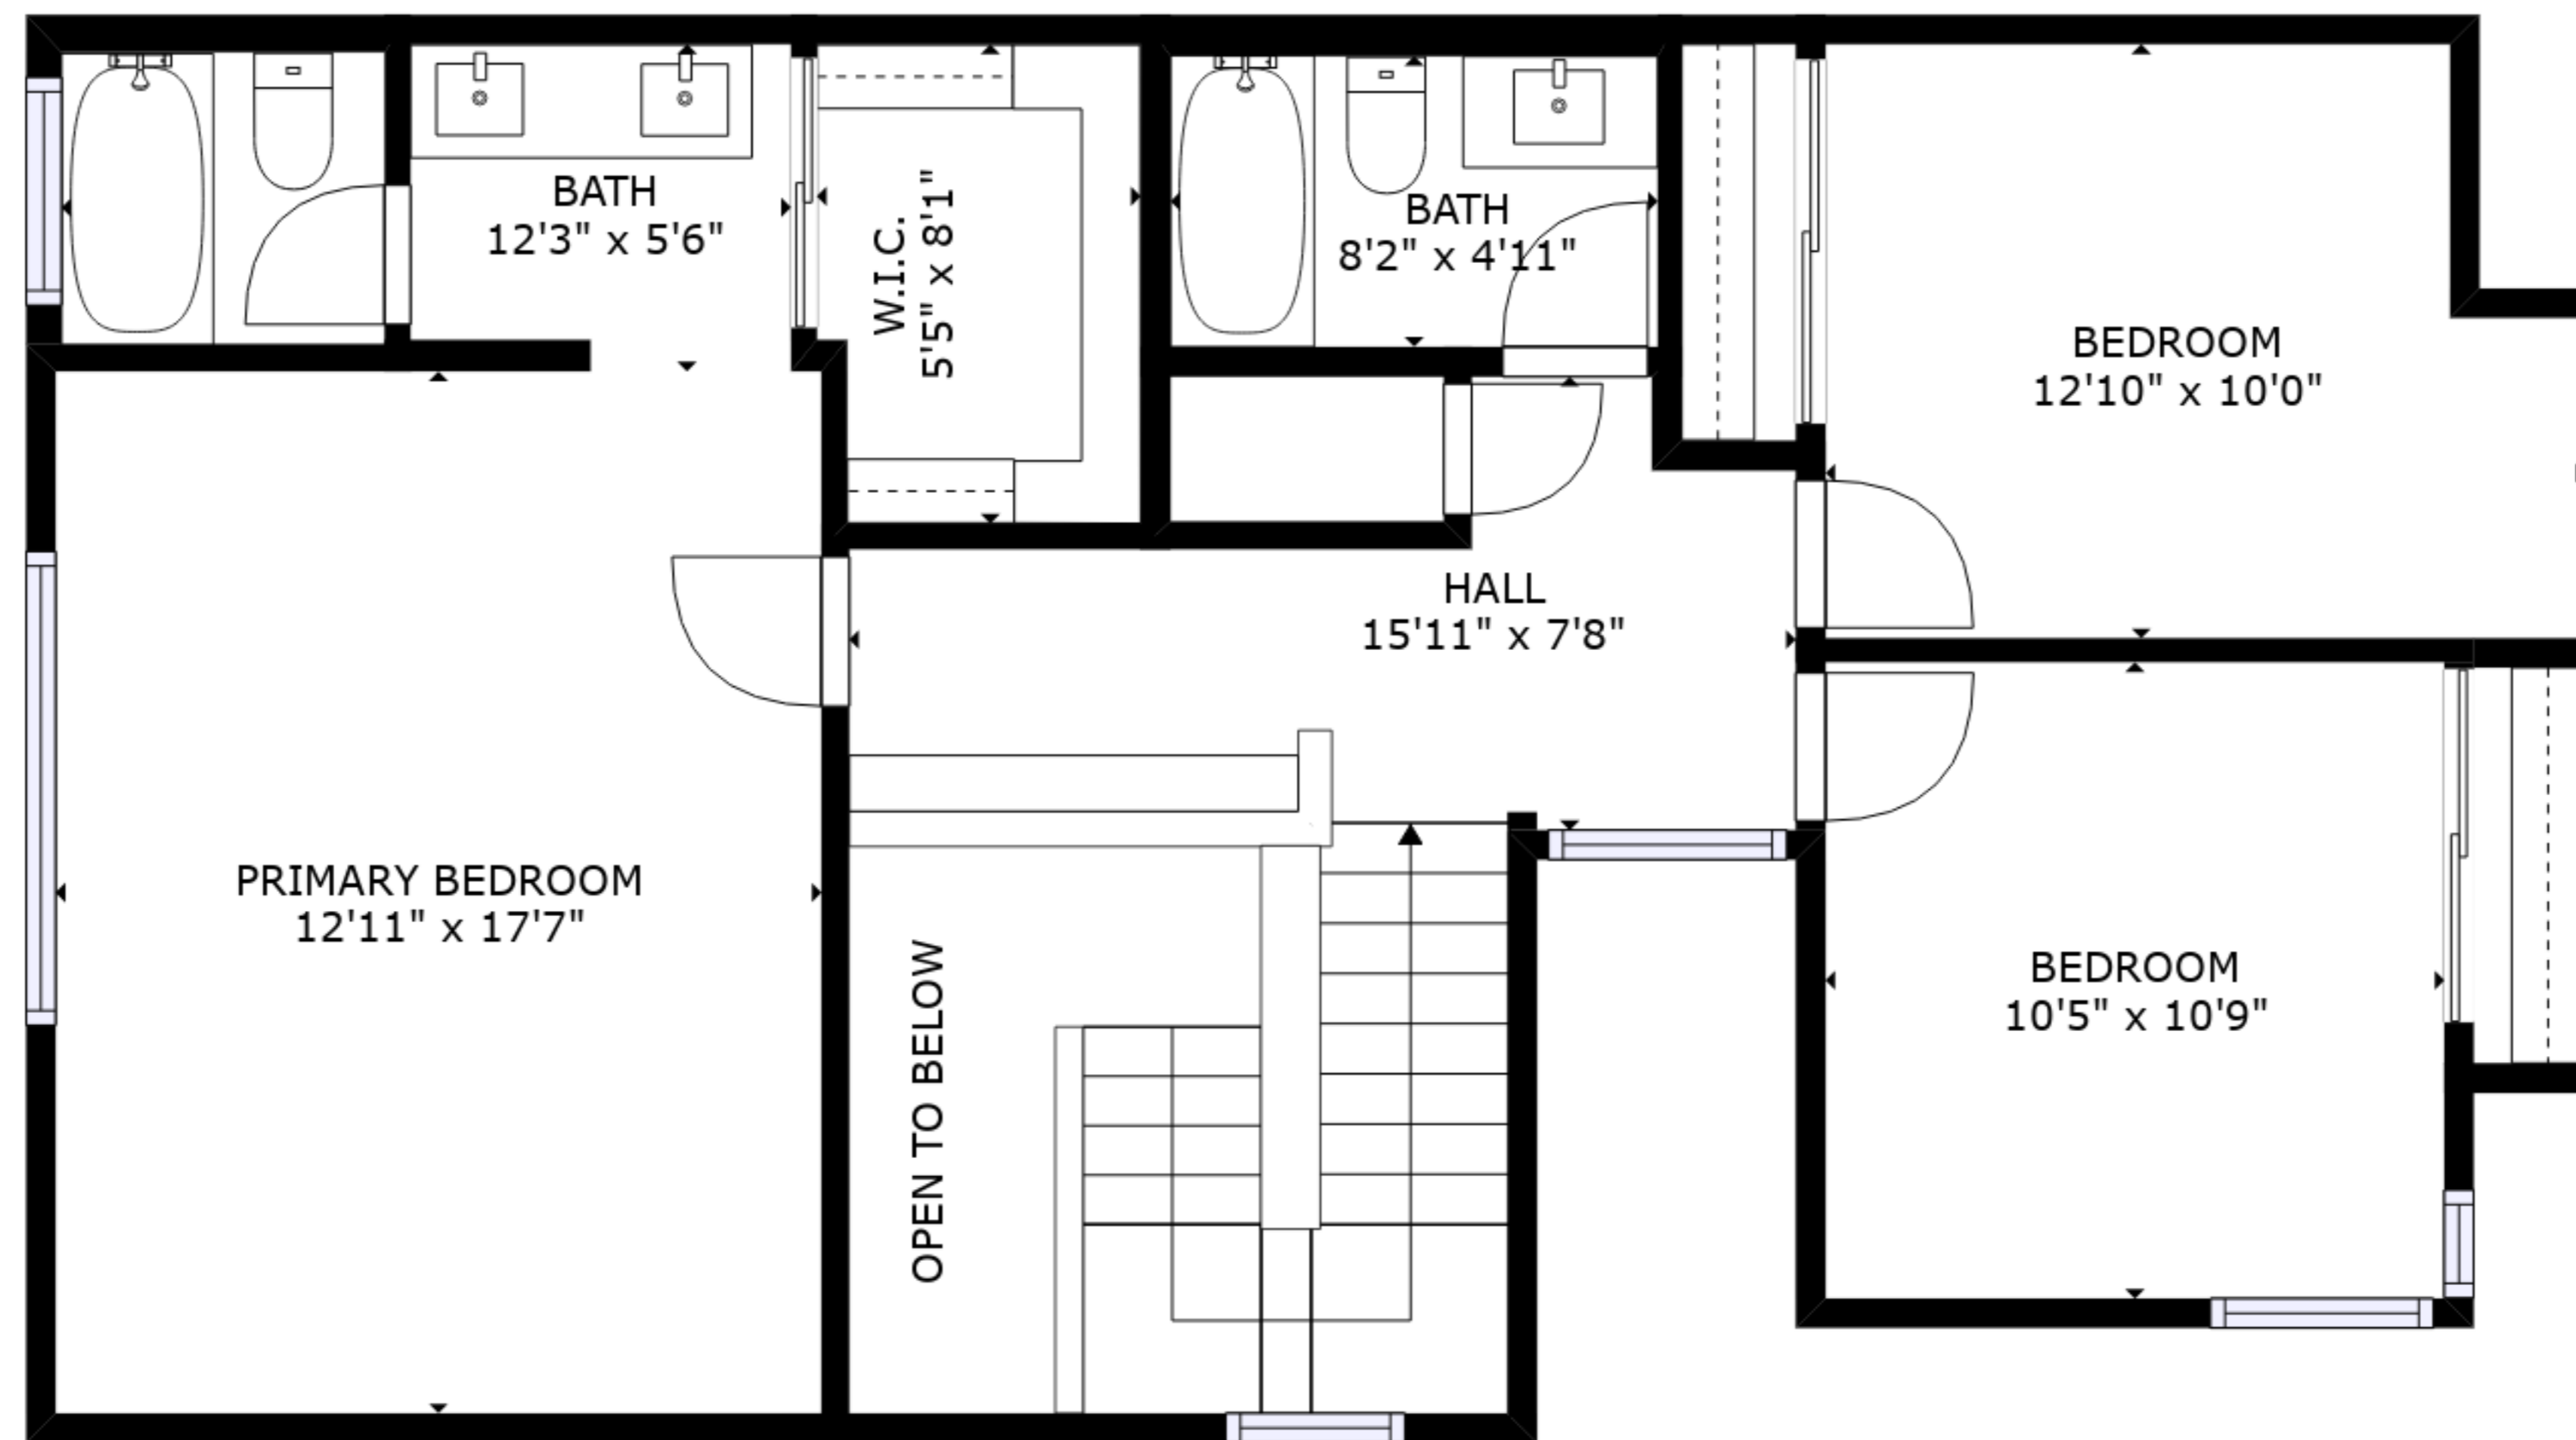 BATH
12'3" x 5'6"
W.I.C.
5'5" x 8'1"
BATH
8'2" x 4'11"
BEDROOM
12'10" x 10'0"
HALL
15'11" x 7'8"
PRIMARY BEDROOM
12'11" x 17'7"
OPEN TO BELOW
BEDROOM
10'5" x 10'9"